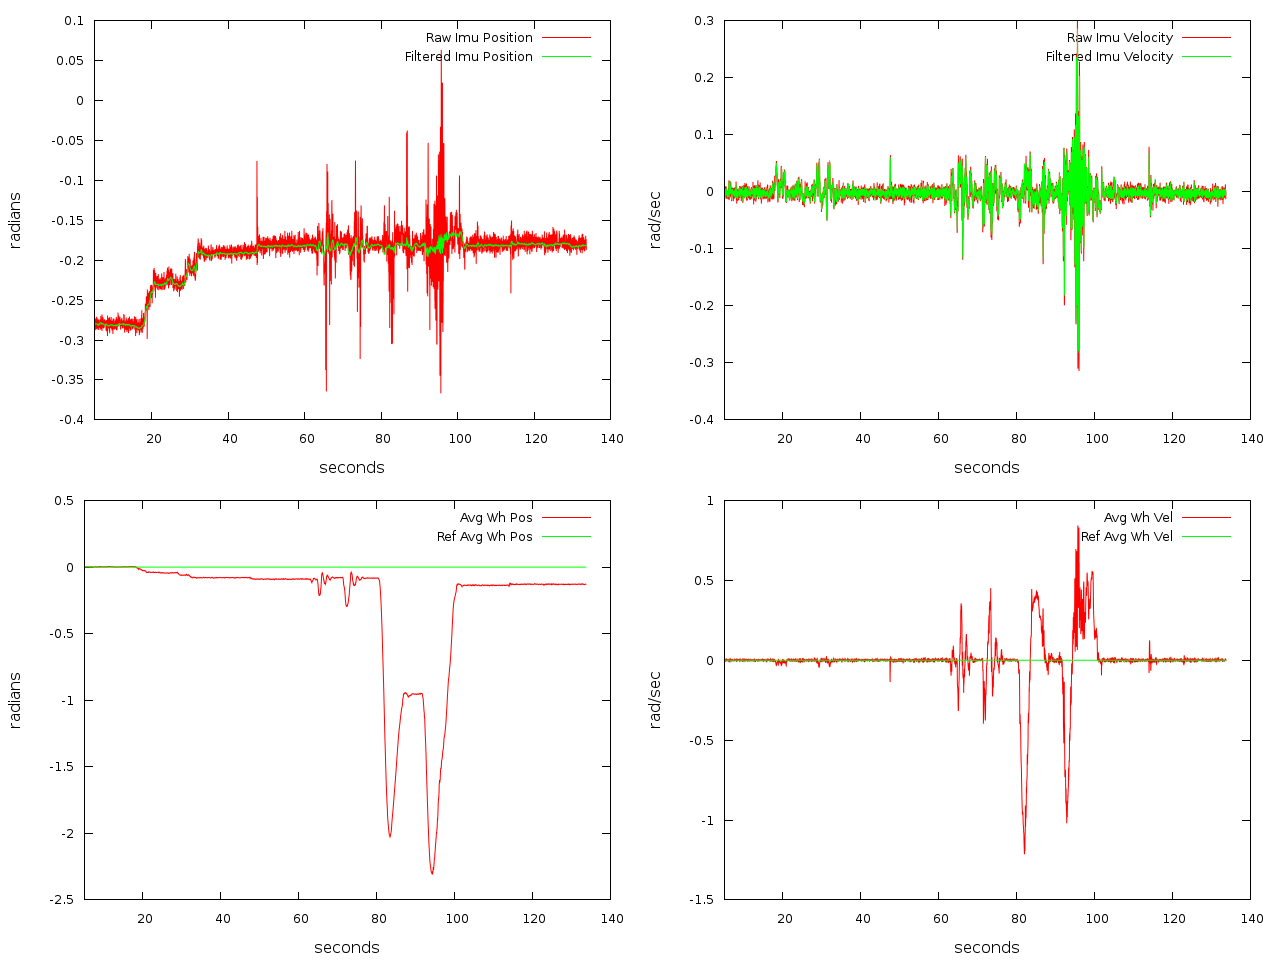 0.1
0.05
0
-0.05
-0.1
-0.15
-0.2
-0.25
-0.3
-0.35
-0.4
20 40 60 80 100 120 140
radians
seconds
Raw Imu Position
Filtered Imu Position
0.3
0.2
0.1
0
-0.1
-0.2
-0.3
-0.4
20 40 60 80 100 120 140
rad/sec
seconds
Raw Imu Velocity
Filtered Imu Velocity
0.5
0
-0.5
-1
-1.5
-2
-2.5
20 40 60 80 100 120 140
radians
seconds
Avg Wh Pos
Ref Avg Wh Pos
1
0.5
0
-0.5
-1
-1.5
20 40 60 80 100 120 140
rad/sec
seconds
Avg Wh Vel
Ref Avg Wh Vel